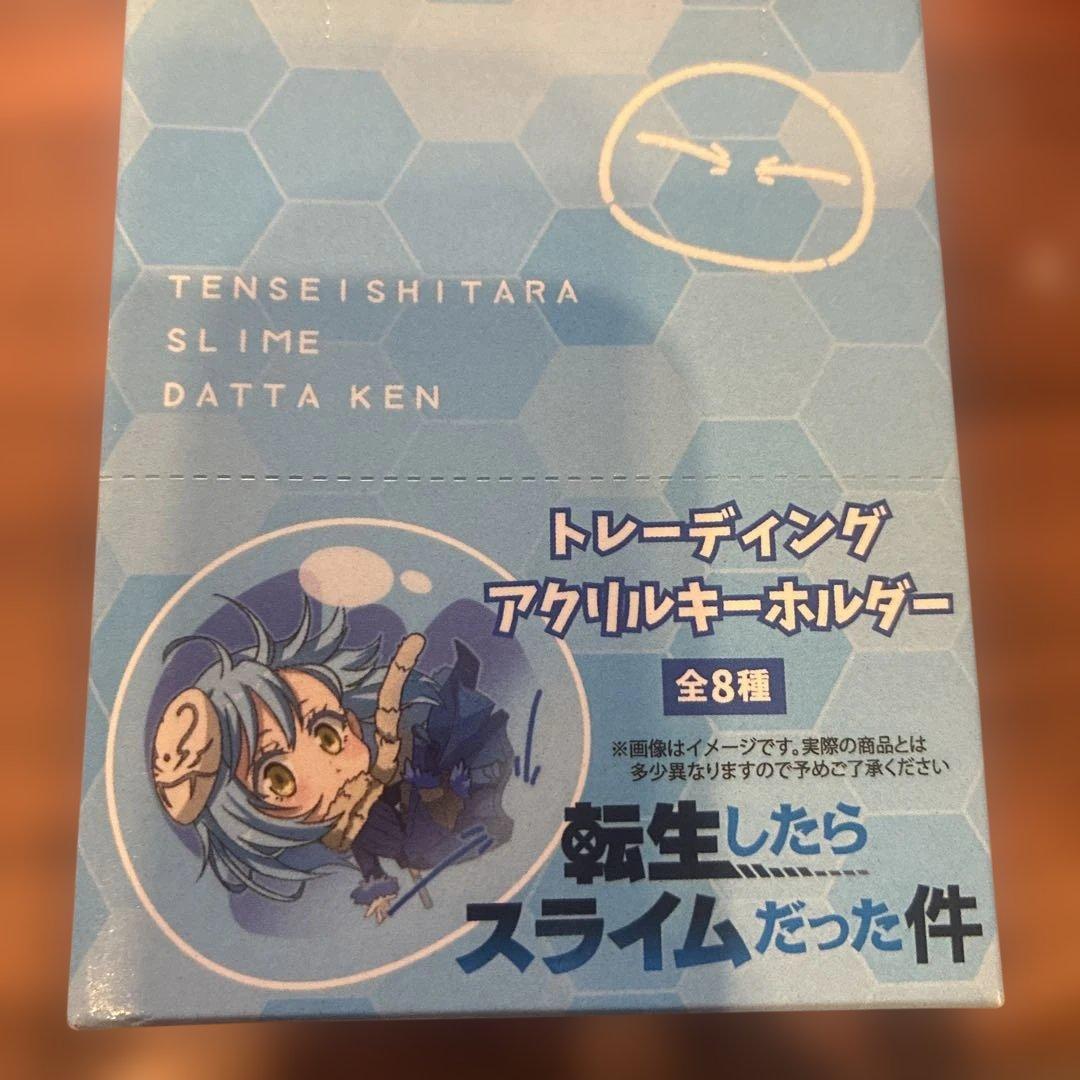 TENSEISHITARA
SLIME
DATTA KEN
トレーディング
アクリルキーホルダー
全8種
※画像はイメージです。実際の商品とは
多少異なりますので予めご了承ください
転生したら
スライムだった件